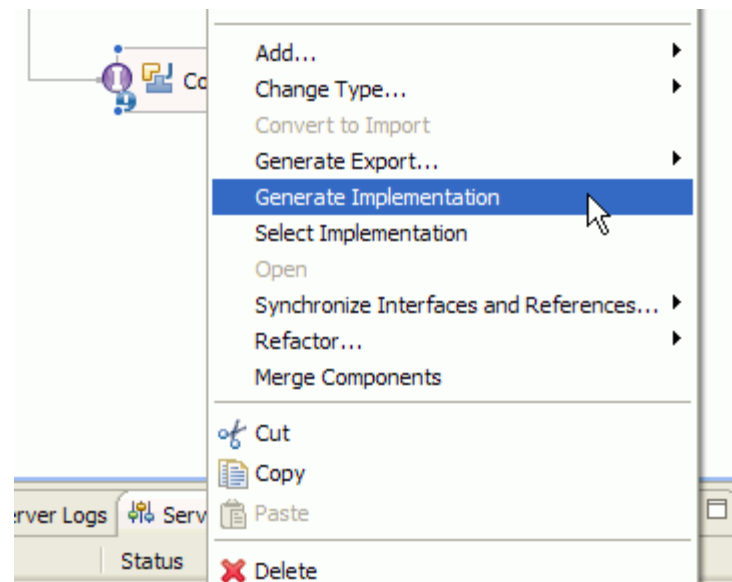 Add...
Co
Change Type...
Convert to Import
Generate Export...
Generate Implementation
Select Implementation
Open
Synchronize Interfaces and References...
Refactor...
Merge Components
Cut
Copy
rver Logs
Serv
Paste
Status
Delete